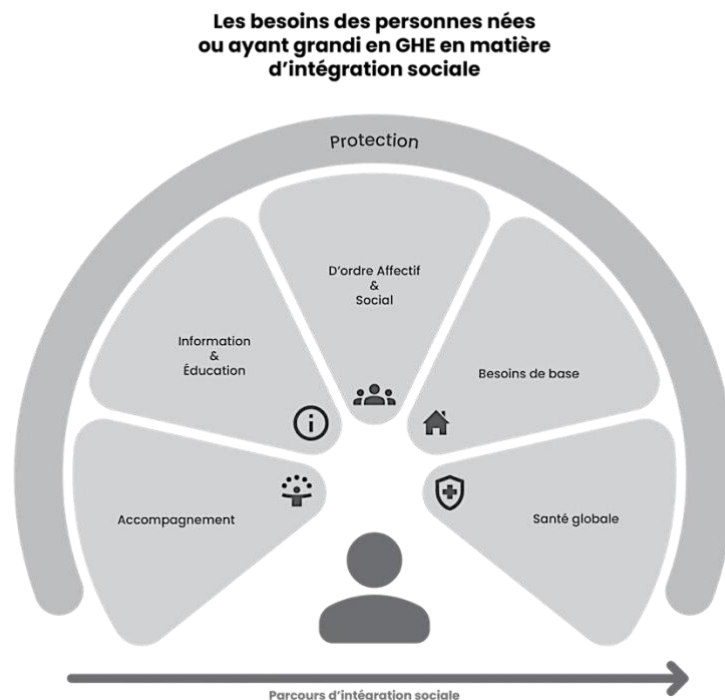 Les besoins des personnes nées
ou ayant grandi en GHE en matière
d'intégration sociale
Protection
D'ordre Affectif
&
Social
Information
&
Éducation
Besoins de base
Accompagnement
Santé globale
Parcours d'intégration sociale